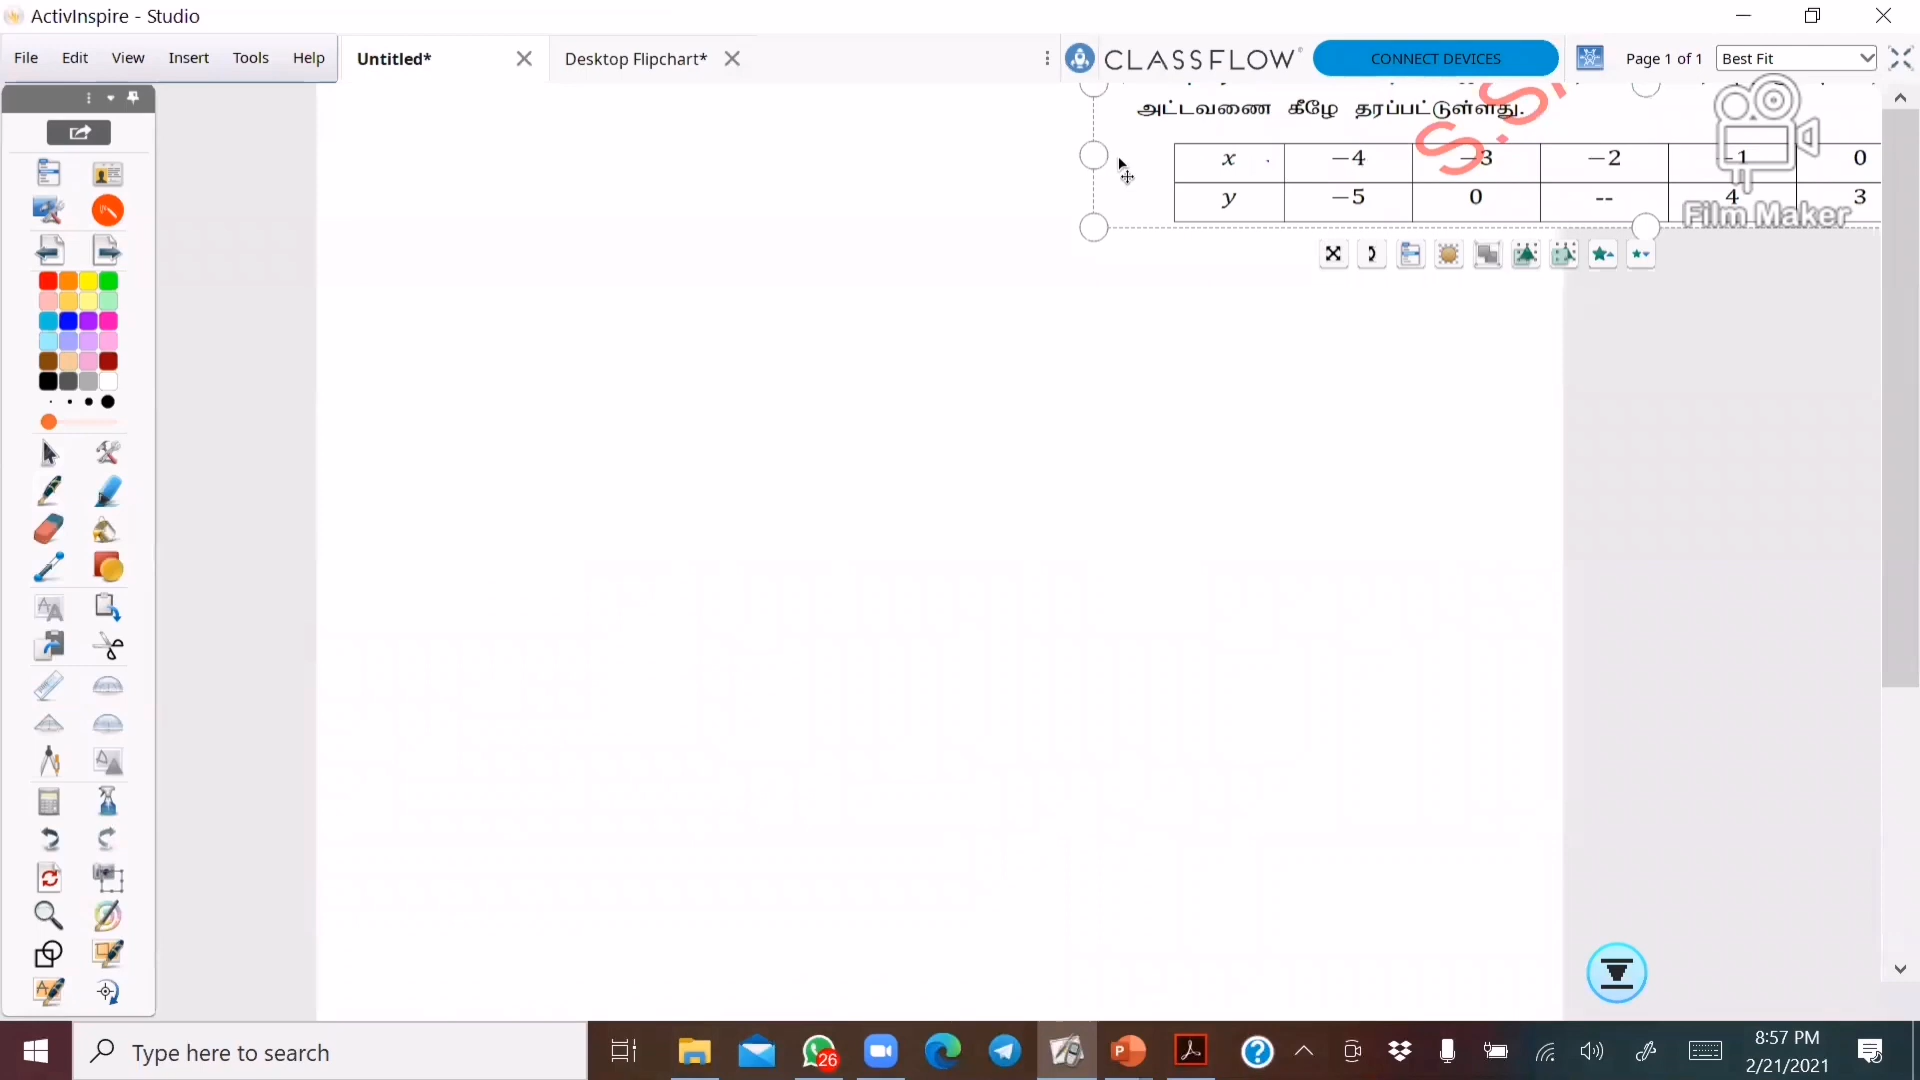 ActivInspire - Studio
File Edit View Insert Tools Help Untitled* Desktop Flipchart* CLASSFLOW CONNECT DEVICES Page 1 of 1 Best Fit
அட்டவணை கீழே தரப்பட்டுள்ளது.
x −4 −3 −2 −1 0
y −5 0 -- 4 3
S.S
Film Maker
Type here to search
26
8:57 PM
2/21/2021